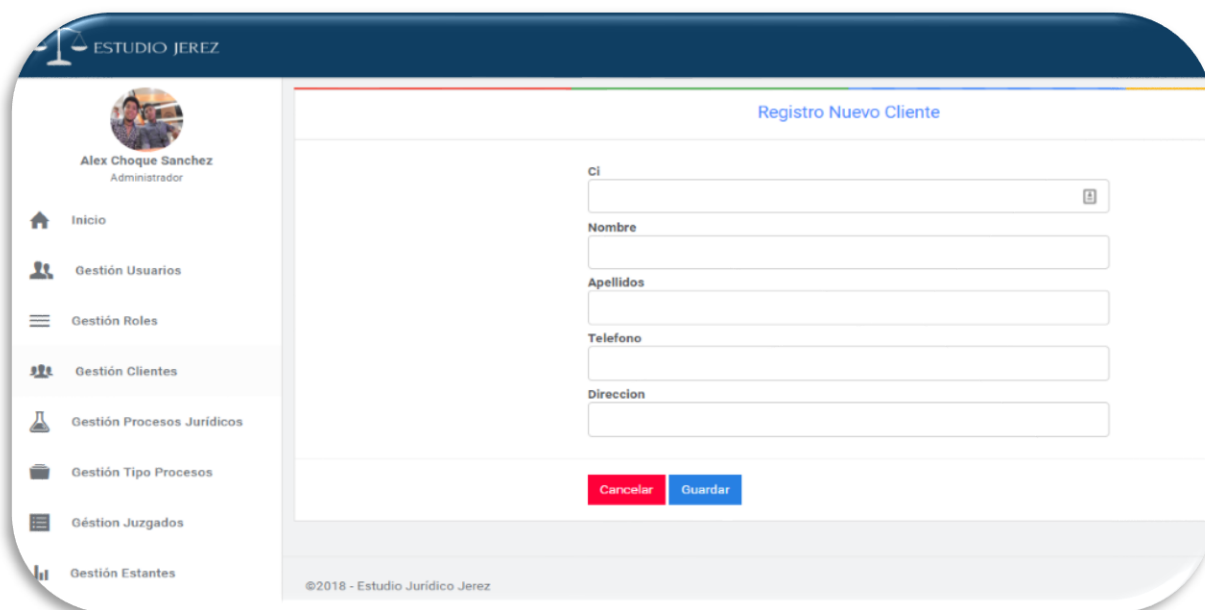 ESTUDIO JEREZ
Alex Choque Sanchez
Administrador
Inicio
Gestión Usuarios
Gestión Roles
Gestión Clientes
Gestión Procesos Jurídicos
Gestión Tipo Procesos
Géstion Juzgados
Gestión Estantes
Registro Nuevo Cliente
Ci
Nombre
Apellidos
Telefono
Direccion
Cancelar Guardar
©2018 - Estudio Jurídico Jerez